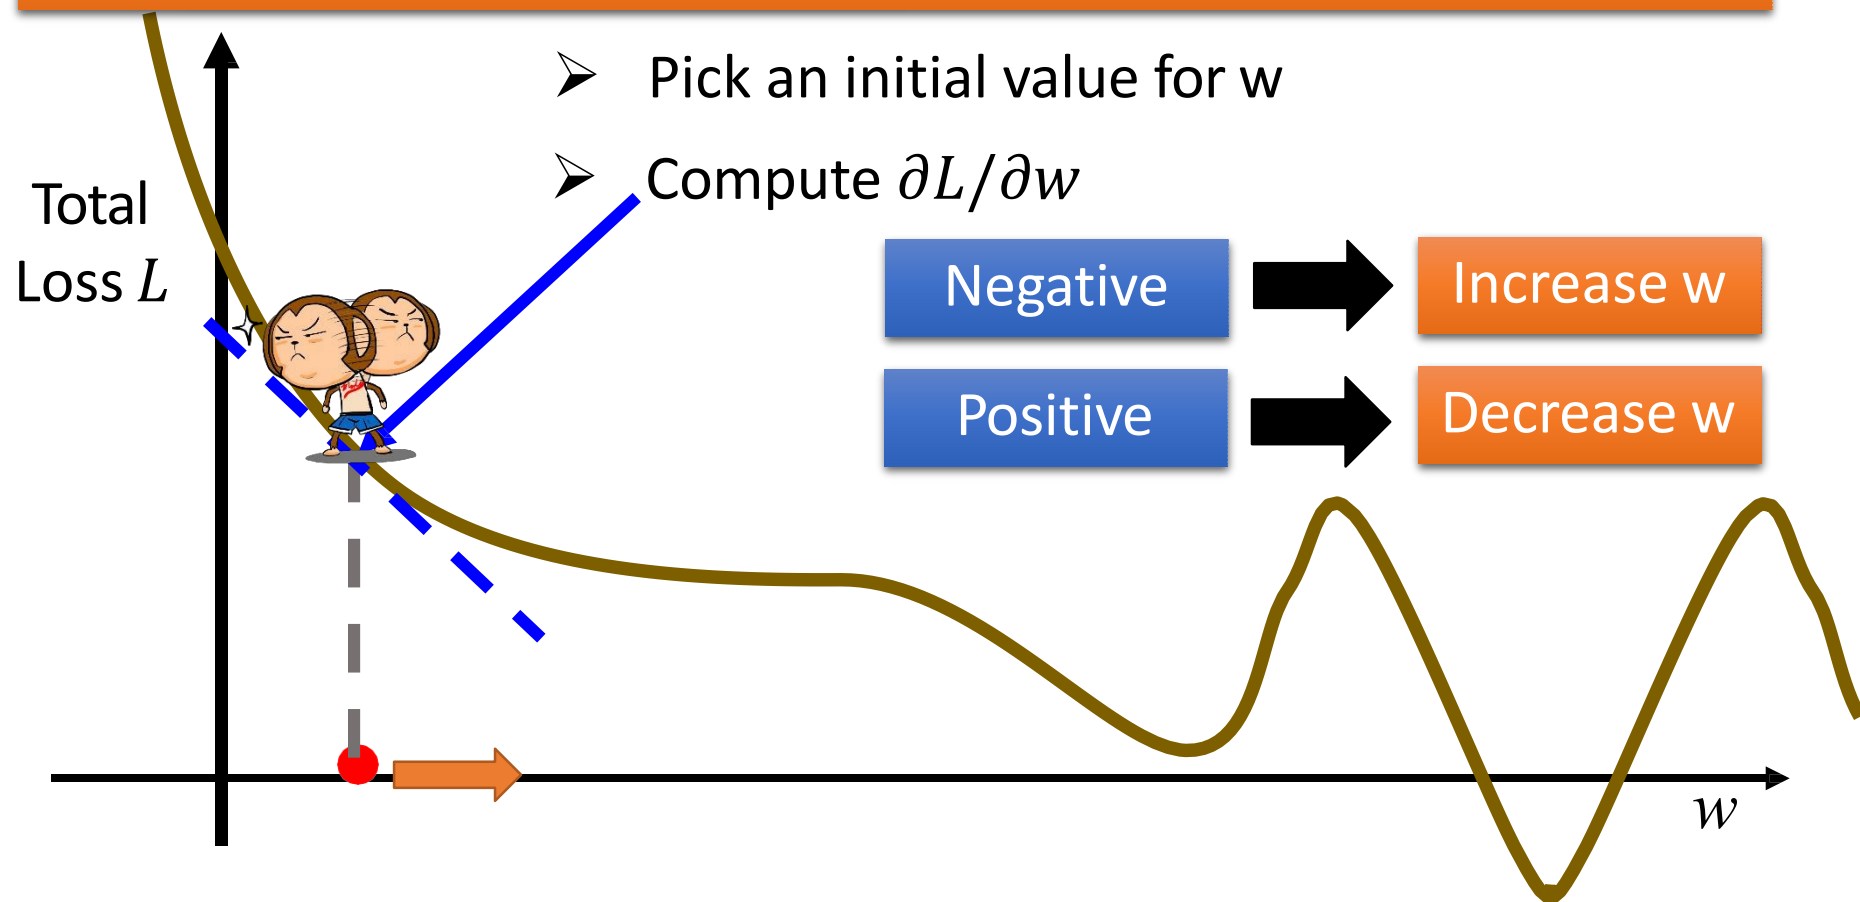 Pick an initial value for w
Compute ∂L/∂w
Total
Loss L
Negative
Increase w
Positive
Decrease w
w